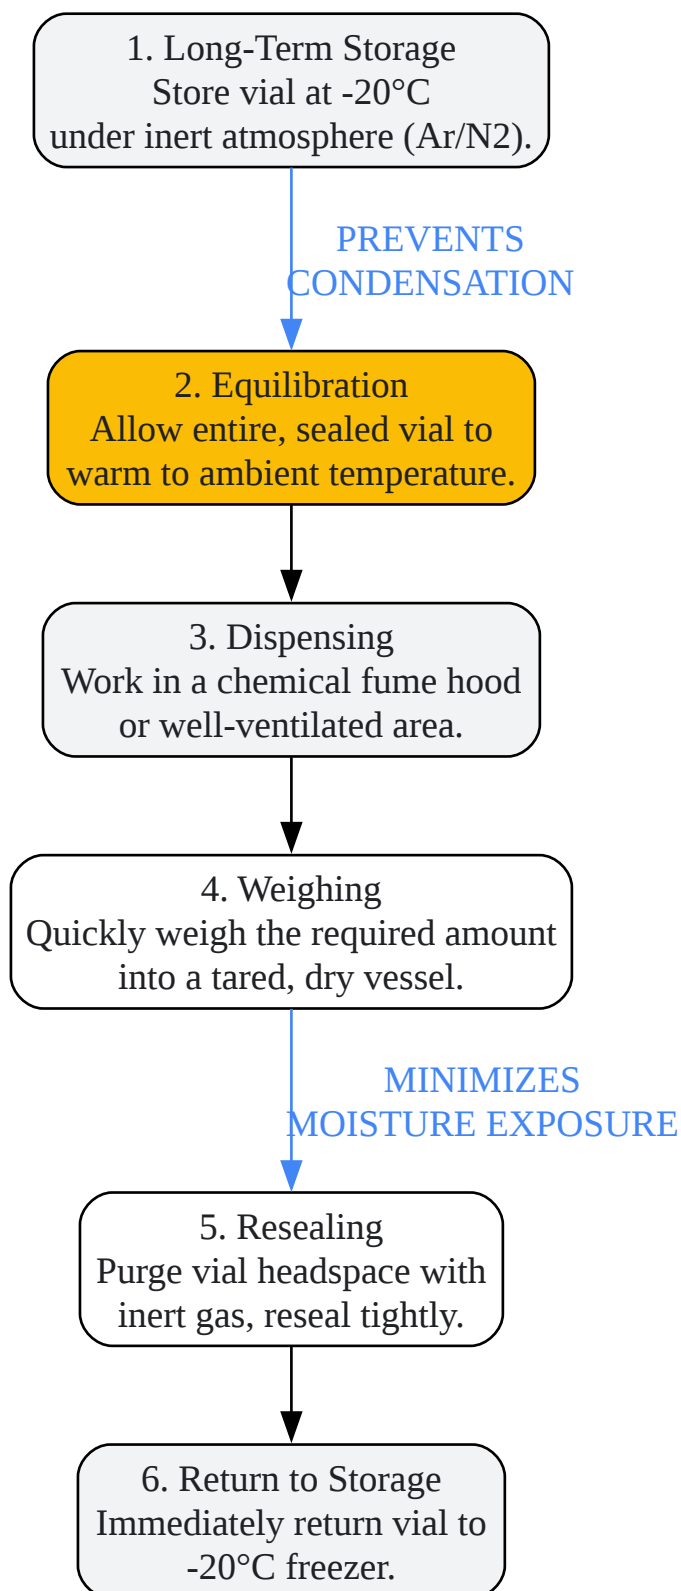 1. Long-Term Storage
Store vial at -20°C
under inert atmosphere (Ar/N2).
PREVENTS
CONDENSATION
2. Equilibration
Allow entire, sealed vial to
warm to ambient temperature.
3. Dispensing
Work in a chemical fume hood
or well-ventilated area.
4. Weighing
Quickly weigh the required amount
into a tared, dry vessel.
MINIMIZES
MOISTURE EXPOSURE
5. Resealing
Purge vial headspace with
inert gas, reseal tightly.
6. Return to Storage
Immediately return vial to
-20°C freezer.